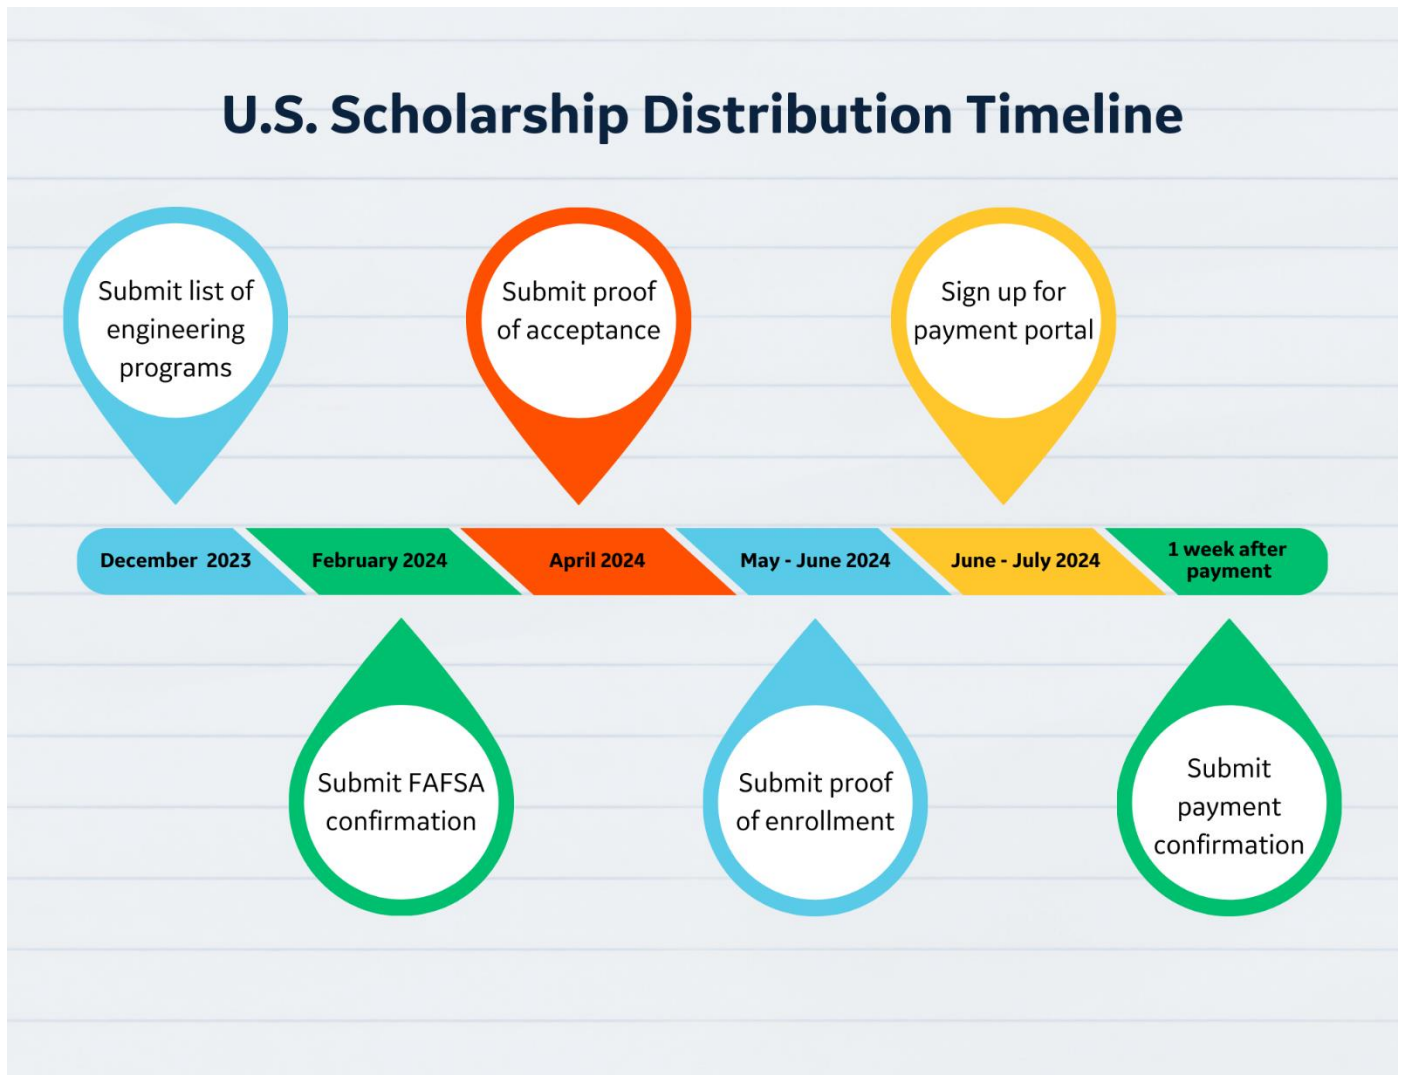 U.S. Scholarship Distribution Timeline
Submit list of
engineering
programs
Submit proof
of acceptance
Sign up for
payment portal
December 2023
February 2024
April 2024
May - June 2024
June - July 2024
1 week after
payment
Submit FAFSA
confirmation
Submit proof
of enrollment
Submit
payment
confirmation